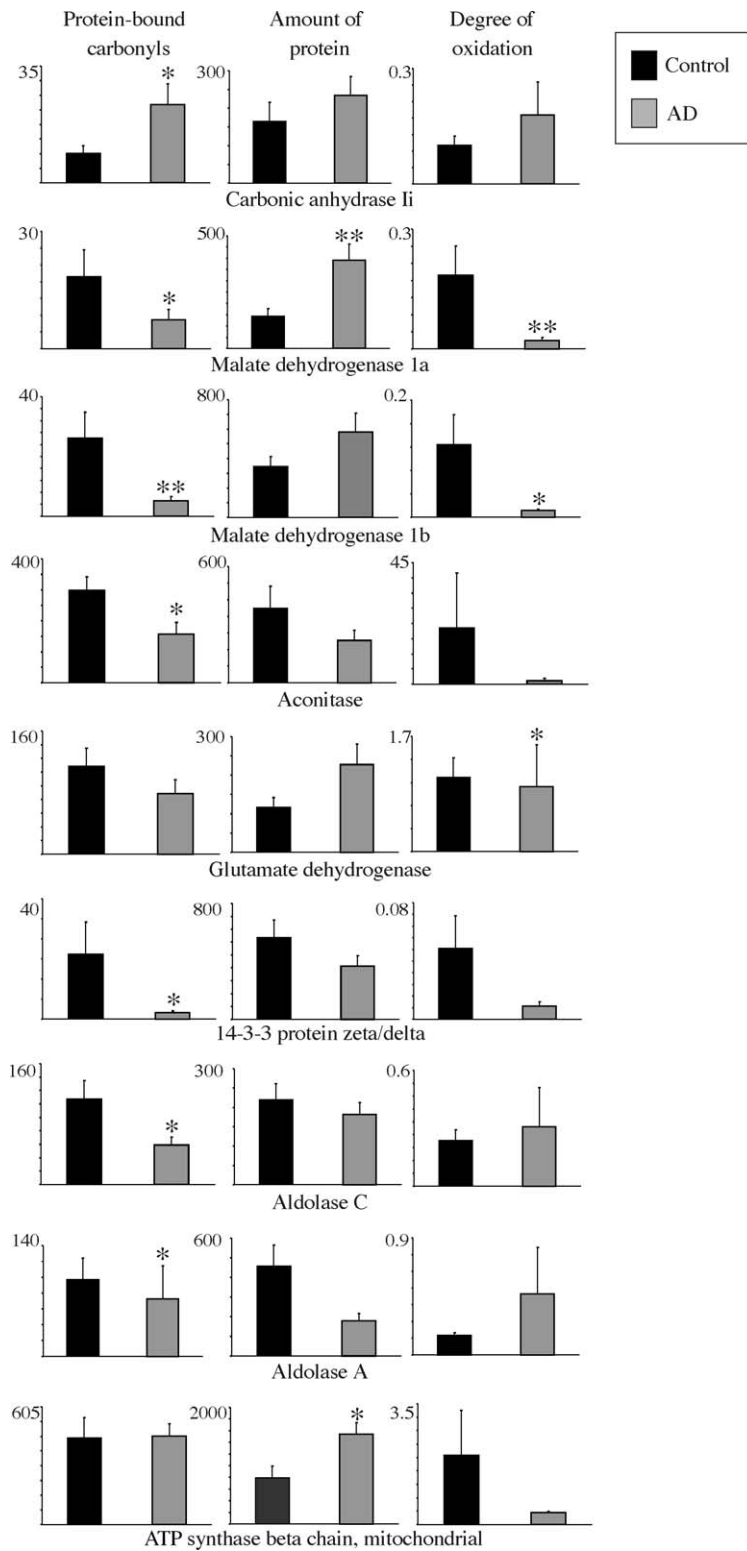 Protein-bound carbonyls
Amount of protein
Degree of oxidation
Control
AD
35
*
300
0.3
Carbonic anhydrase Ii
30
*
500
**
0.3
**
Malate dehydrogenase 1a
40
**
800
0.2
*
Malate dehydrogenase 1b
400
*
600
45
Aconitase
160
300
1.7
*
Glutamate dehydrogenase
40
*
800
0.08
14-3-3 protein zeta/delta
160
*
300
0.6
Aldolase C
140
*
600
0.9
Aldolase A
605
2000
*
3.5
ATP synthase beta chain, mitochondrial